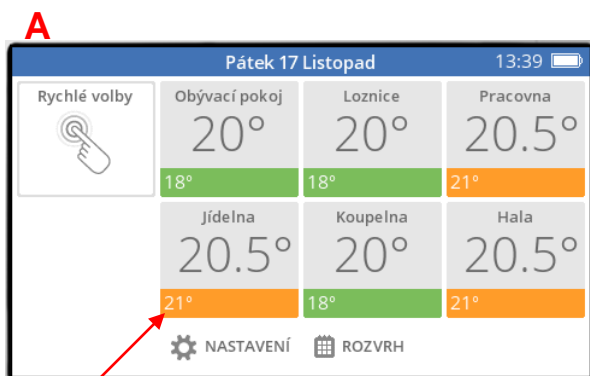 A
Pátek 17 Listopad 13:39
Rychlé volby Obývací pokoj Loznice Pracovna
20° 20° 20.5°
18° 18° 21°
Jídelna Koupelna Hala
20.5° 20° 20.5°
21° 18° 21°
NASTAVENÍ ROZVRH